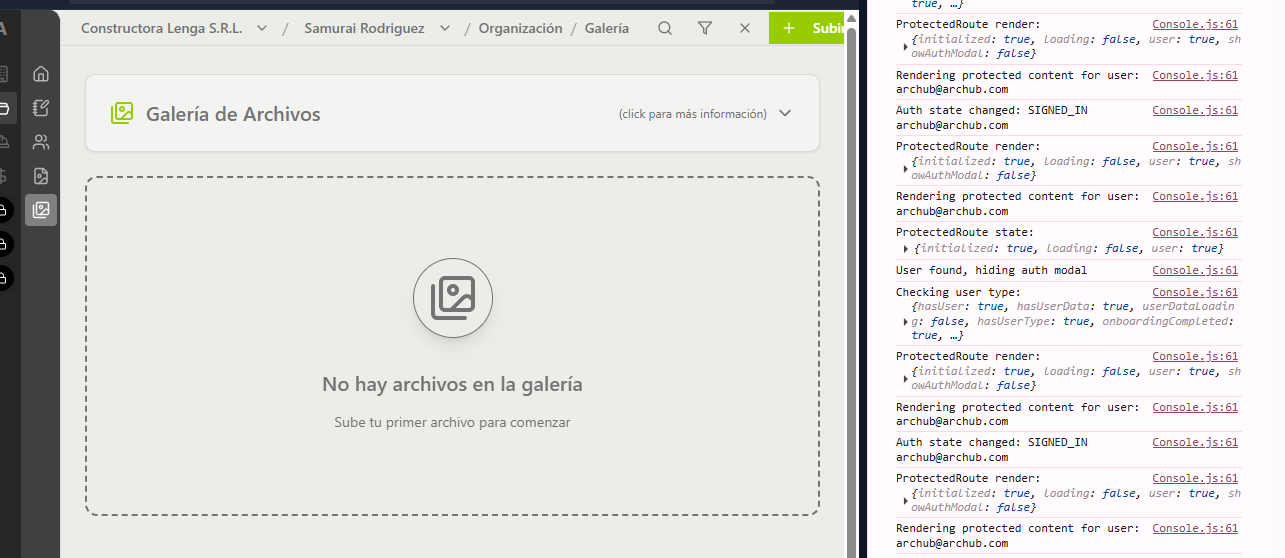 Constructora Lenga S.R.L. / Samurai Rodriguez / Organización / Galería
Galería de Archivos
(click para más información)
No hay archivos en la galería
Sube tu primer archivo para comenzar
true, …}
ProtectedRoute render: Console.js:61
{initialized: true, loading: false, user: true, sh
owAuthModal: false}
Rendering protected content for user: Console.js:61
archub@archub.com
Auth state changed: SIGNED_IN Console.js:61
archub@archub.com
ProtectedRoute render: Console.js:61
{initialized: true, loading: false, user: true, sh
owAuthModal: false}
Rendering protected content for user: Console.js:61
archub@archub.com
ProtectedRoute state: Console.js:61
{initialized: true, loading: false, user: true}
User found, hiding auth modal Console.js:61
Checking user type: Console.js:61
{hasUser: true, hasUserData: true, userDataLoadin
g: false, hasUserType: true, onboardingCompleted:
true, …}
ProtectedRoute render: Console.js:61
{initialized: true, loading: false, user: true, sh
owAuthModal: false}
Rendering protected content for user: Console.js:61
archub@archub.com
Auth state changed: SIGNED_IN Console.js:61
archub@archub.com
ProtectedRoute render: Console.js:61
{initialized: true, loading: false, user: true, sh
owAuthModal: false}
Rendering protected content for user: Console.js:61
archub@archub.com